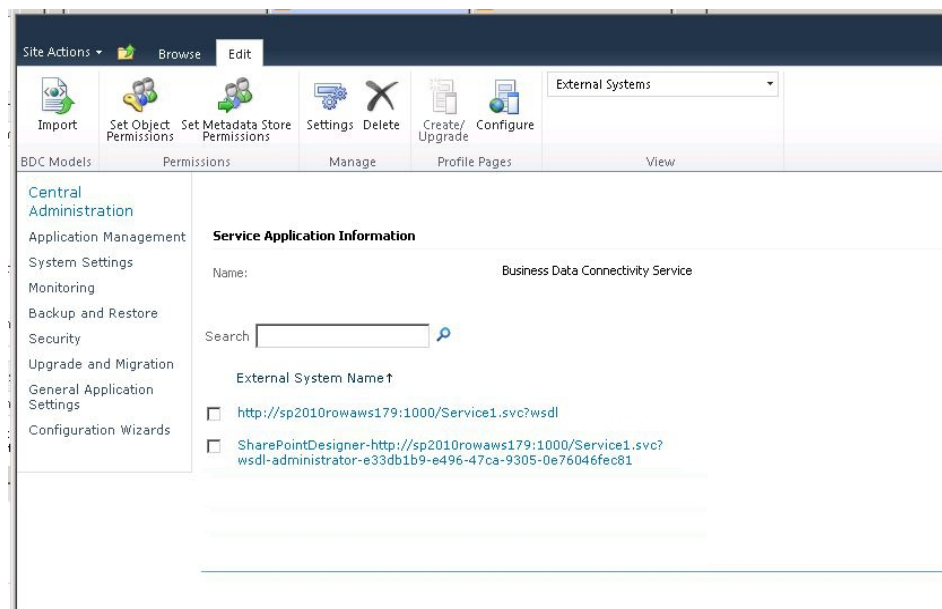 Site Actions
Browse
Edit
External Systems
Import
Set Object
Permissions
Set Metadata Store
Permissions
Settings
Delete
Create/
Upgrade
Configure
BDC Models
Permissions
Manage
Profile Pages
View
Central
Administration
Application Management
System Settings
Monitoring
Backup and Restore
Security
Upgrade and Migration
General Application
Settings
Configuration Wizards
Service Application Information
Name:
Business Data Connectivity Service
Search
External System Name↑
http://sp2010rowaws179:1000/Service1.svc?wsdl
SharePointDesigner-http://sp2010rowaws179:1000/Service1.svc?
wsdl-administrator-e33db1b9-e496-47ca-9305-0e76046fec81